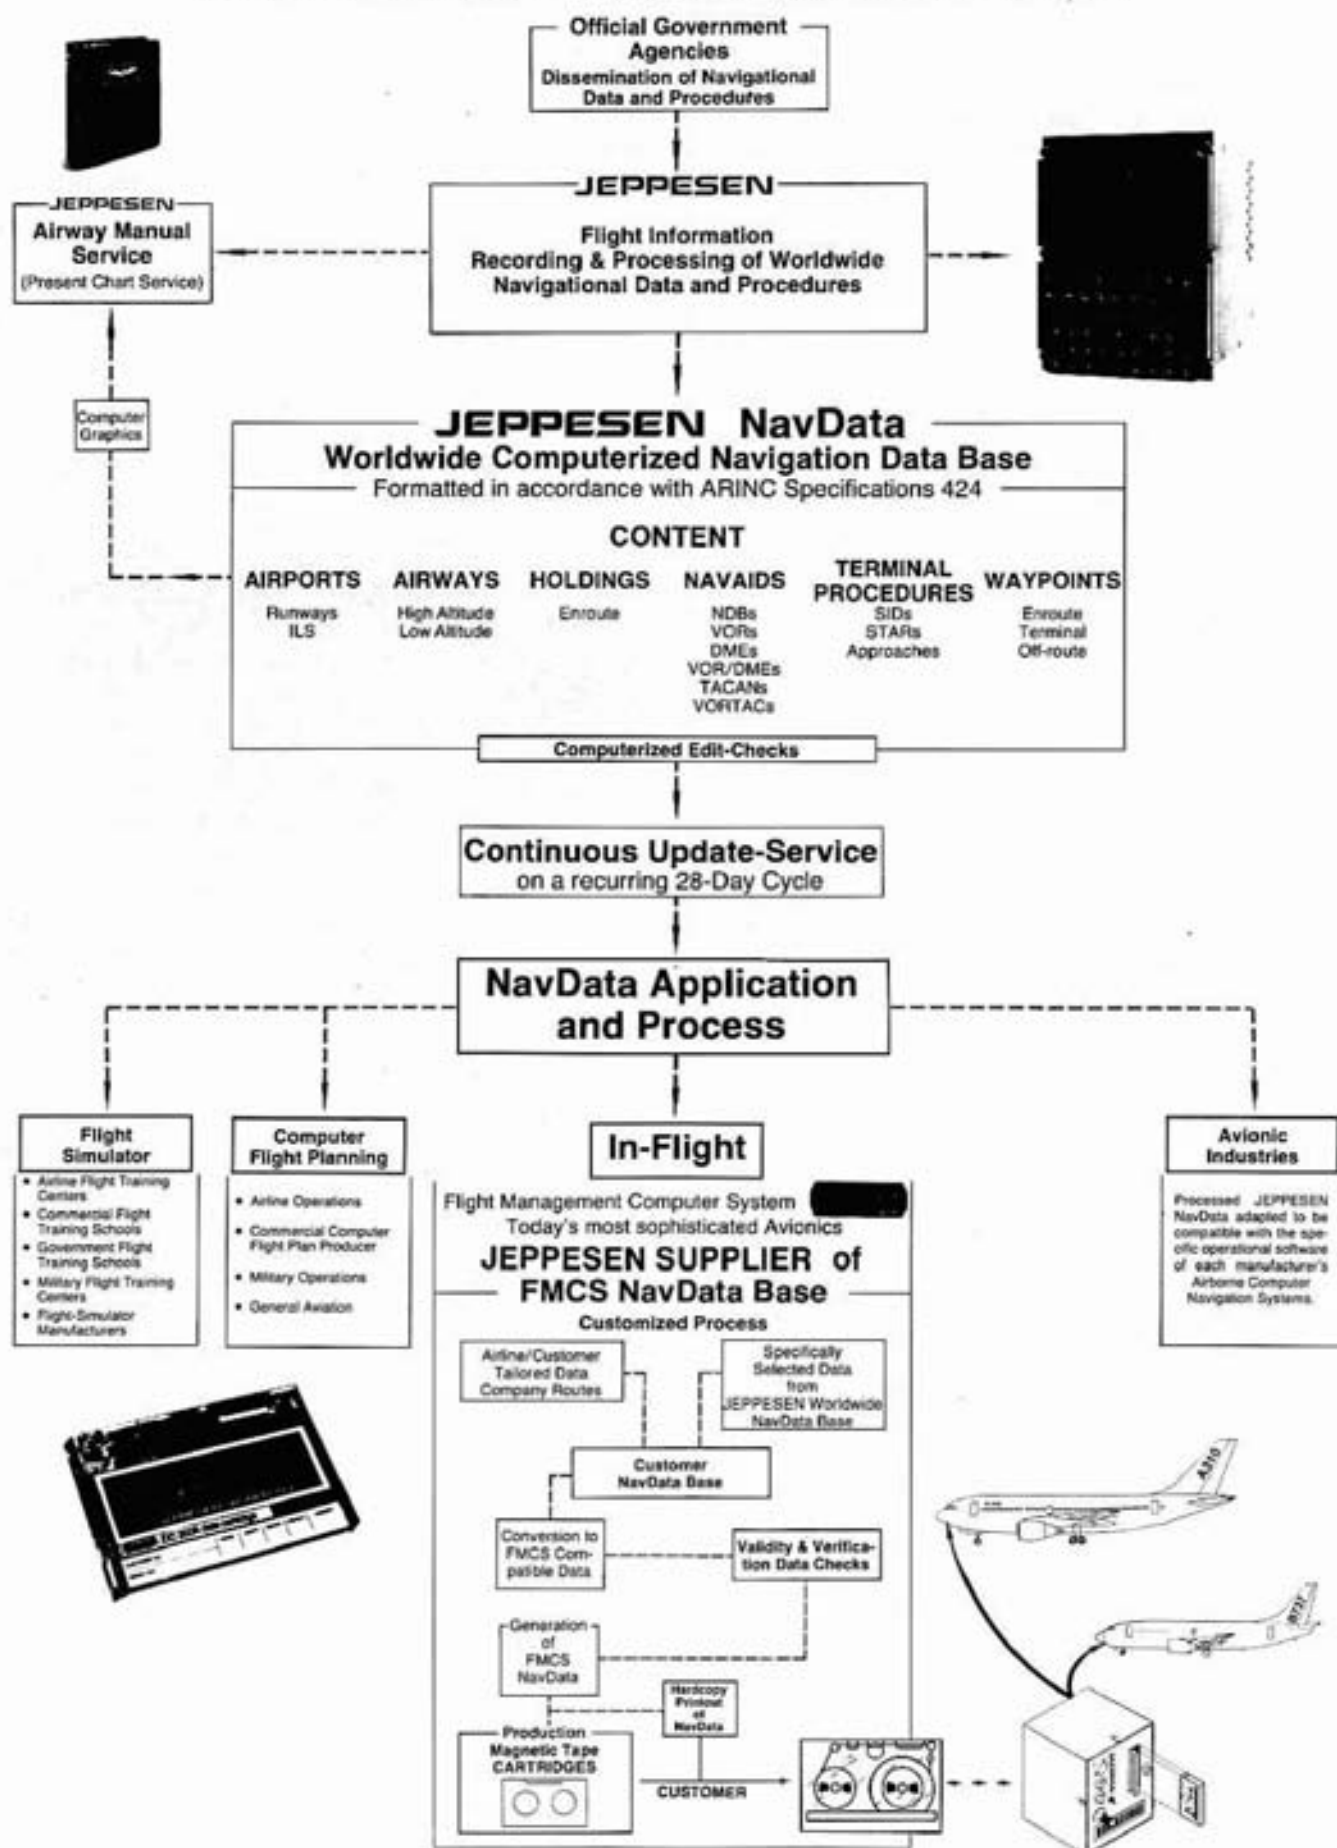 Official Government
Agencies
Dissemination of Navigational
Data and Procedures
JEPPESEN
Flight Information
Recording & Processing of Worldwide
Navigational Data and Procedures
JEPPESEN
Airway Manual
Service
(Present Chart Service)
Computer
Graphics
JEPPESEN NavData
Worldwide Computerized Navigation Data Base
Formatted in accordance with ARINC Specifications 424
CONTENT
AIRPORTS
Runways
ILS
AIRWAYS
High Altitude
Low Altitude
HOLDINGS
Enroute
NAVAIDS
NDBs
VORs
DMEs
VOR/DMEs
TACANs
VORTACs
TERMINAL
PROCEDURES
SIDs
STARs
Approaches
WAYPOINTS
Enroute
Terminal
Off-route
Computerized Edit-Checks
Continuous Update-Service
on a recurring 28-Day Cycle
NavData Application
and Process
Flight
Simulator
• Airline Flight Training
Centers
• Commercial Flight
Training Schools
• Government Flight
Training Schools
• Military Flight Training
Centers
• Flight-Simulator
Manufacturers
Computer
Flight Planning
• Airline Operations
• Commercial Computer
Flight Plan Producer
• Military Operations
• General Aviation
In-Flight
Flight Management Computer System
Today's most sophisticated Avionics
JEPPESEN SUPPLIER of
FMCS NavData Base
Customized Process
Airline/Customer
Tailored Data
Company Routes
Specifically
Selected Data
from
JEPPESEN Worldwide
NavData Base
Customer
NavData Base
Conversion to
FMCS Com-
patible Data
Validity & Verifica-
tion Data Checks
Generation
of
FMCS
NavData
Hardcopy
Printout
of
NavData
Production
Magnetic Tape
CARTRIDGES
CUSTOMER
Avionic
Industries
Processed JEPPESEN
NavData adapted to be
compatible with the spe-
cific operational software
of each manufacturer's
Airborne Computer
Navigation Systems.
A310
B737